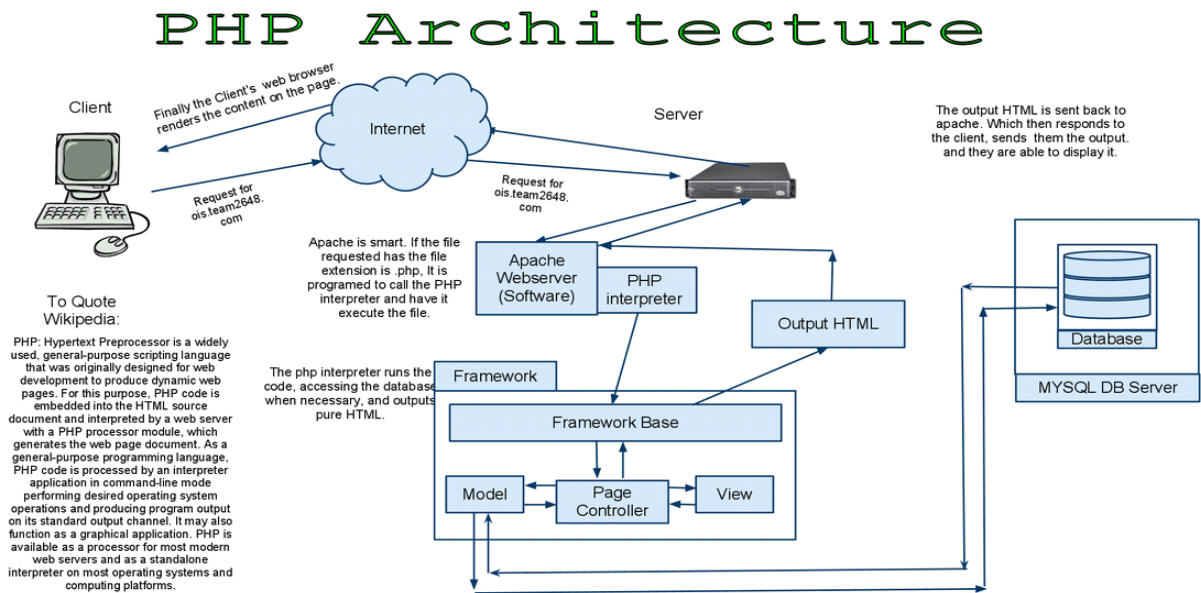 PHP Architecture
Client
Finally the Client's web browser
renders the content on the page.
Internet
Server
The output HTML is sent back to
apache. Which then responds to
the client, sends them the output.
and they are able to display it.
Request for
ois.team2648.
com
Request for
ois.team2648.
com
Apache is smart. If the file
requested has the file
extension is .php, It is
programed to call the PHP
interpreter and have it
execute the file.
Apache
Webserver
(Software)
PHP
interpreter
Output HTML
Database
MYSQL DB Server
To Quote
Wikipedia:
PHP: Hypertext Preprocessor is a widely
used, general-purpose scripting language
that was originally designed for web
development to produce dynamic web
pages. For this purpose, PHP code is
embedded into the HTML source
document and interpreted by a web server
with a PHP processor module, which
generates the web page document. As a
general-purpose programming language,
PHP code is processed by an interpreter
application in command-line mode
performing desired operating system
operations and producing program output
on its standard output channel. It may also
function as a graphical application. PHP is
available as a processor for most modern
web servers and as a standalone
interpreter on most operating systems and
computing platforms.
The php interpreter runs the
code, accessing the database
when necessary, and outputs
pure HTML.
Framework
Framework Base
Model
Page
Controller
View